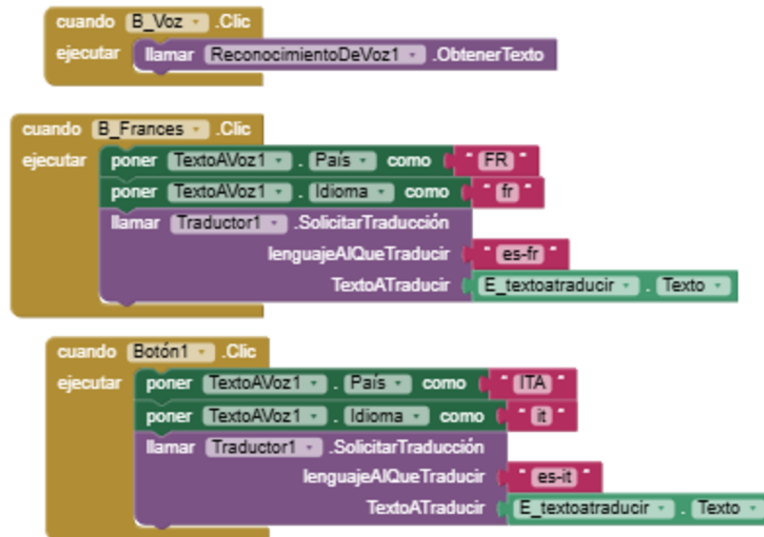 cuando B_Voz .Clic
ejecutar llamar ReconocimientoDeVoz1 .ObtenerTexto
cuando B_Frances .Clic
ejecutar poner TextoAVoz1 . País como " FR "
poner TextoAVoz1 . Idioma como " fr "
llamar Traductor1 .SolicitarTraducción
lenguajeAlQueTraducir " es-fr "
TextoATraducir E_textoatraducir . Texto
cuando Botón1 .Clic
ejecutar poner TextoAVoz1 . País como " ITA "
poner TextoAVoz1 . Idioma como " it "
llamar Traductor1 .SolicitarTraducción
lenguajeAlQueTraducir " es-it "
TextoATraducir E_textoatraducir . Texto